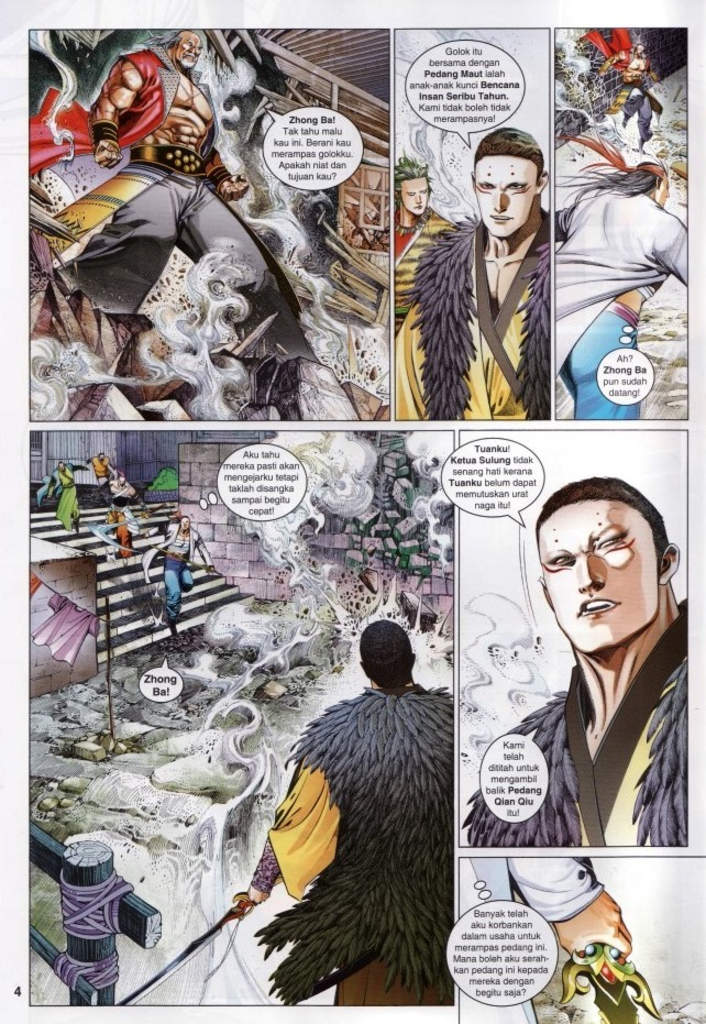 Zhong Ba!
Tak tahu malu
kau ini. Berani kau
merampas golokku.
Apakah niat dan
tujuan kau?
Golok itu
bersama dengan
Pedang Maut ialah
anak-anak kunci Bencana
Insan Seribu Tahun.
Kami tidak boleh tidak
merampasnya!
Ah?
Zhong Ba
pun sudah
datang!
Aku tahu
mereka pasti akan
mengejarku tetapi
taklah disangka
sampai begitu
cepat!
Zhong
Ba!
Tuanku!
Ketua Sulung tidak
senang hati kerana
Tuanku belum dapat
memutuskan urat
naga itu!
Kami
telah
dititah untuk
mengambil
balik Pedang
Qian Qiu
itu!
Banyak telah
aku korbankan
dalam usaha untuk
merampas pedang ini.
Mana boleh aku serah-
kan pedang ini kepada
mereka dengan
begitu saja?
4